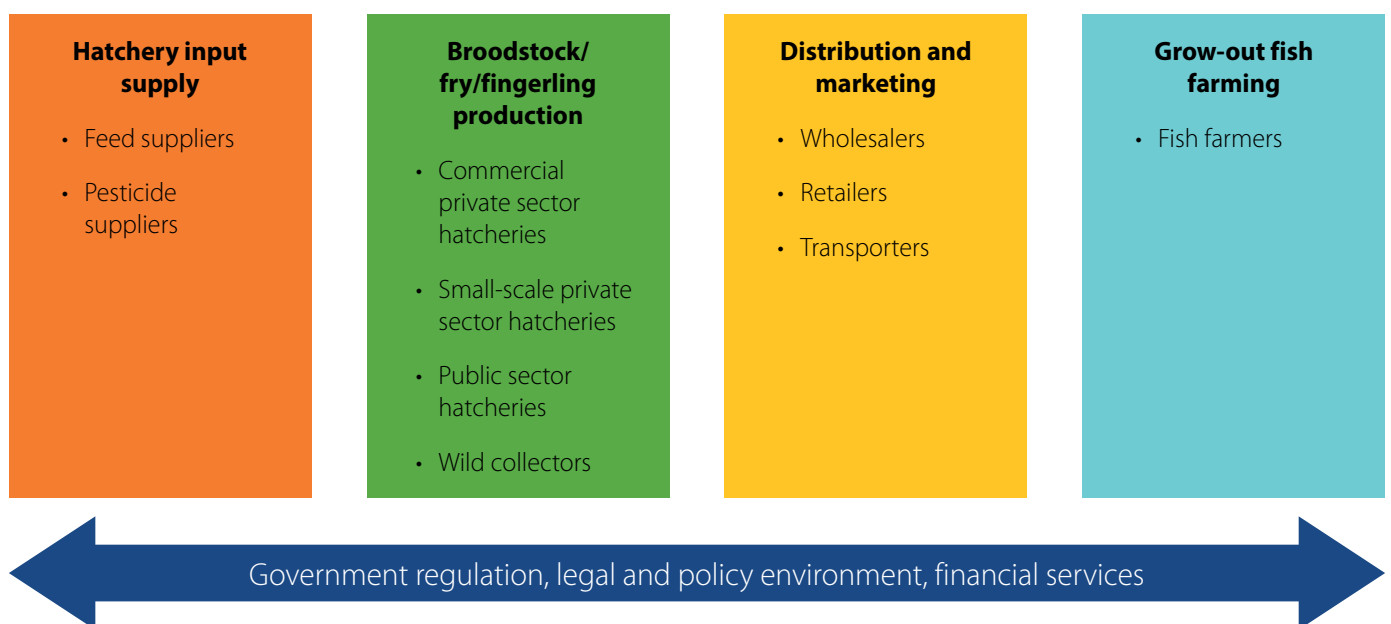 Hatchery input
supply
• Feed suppliers
• Pesticide
suppliers
Broodstock/
fry/fingerling
production
• Commercial
private sector
hatcheries
• Small-scale private
sector hatcheries
• Public sector
hatcheries
• Wild collectors
Distribution and
marketing
• Wholesalers
• Retailers
• Transporters
Grow-out fish
farming
• Fish farmers
Government regulation, legal and policy environment, financial services